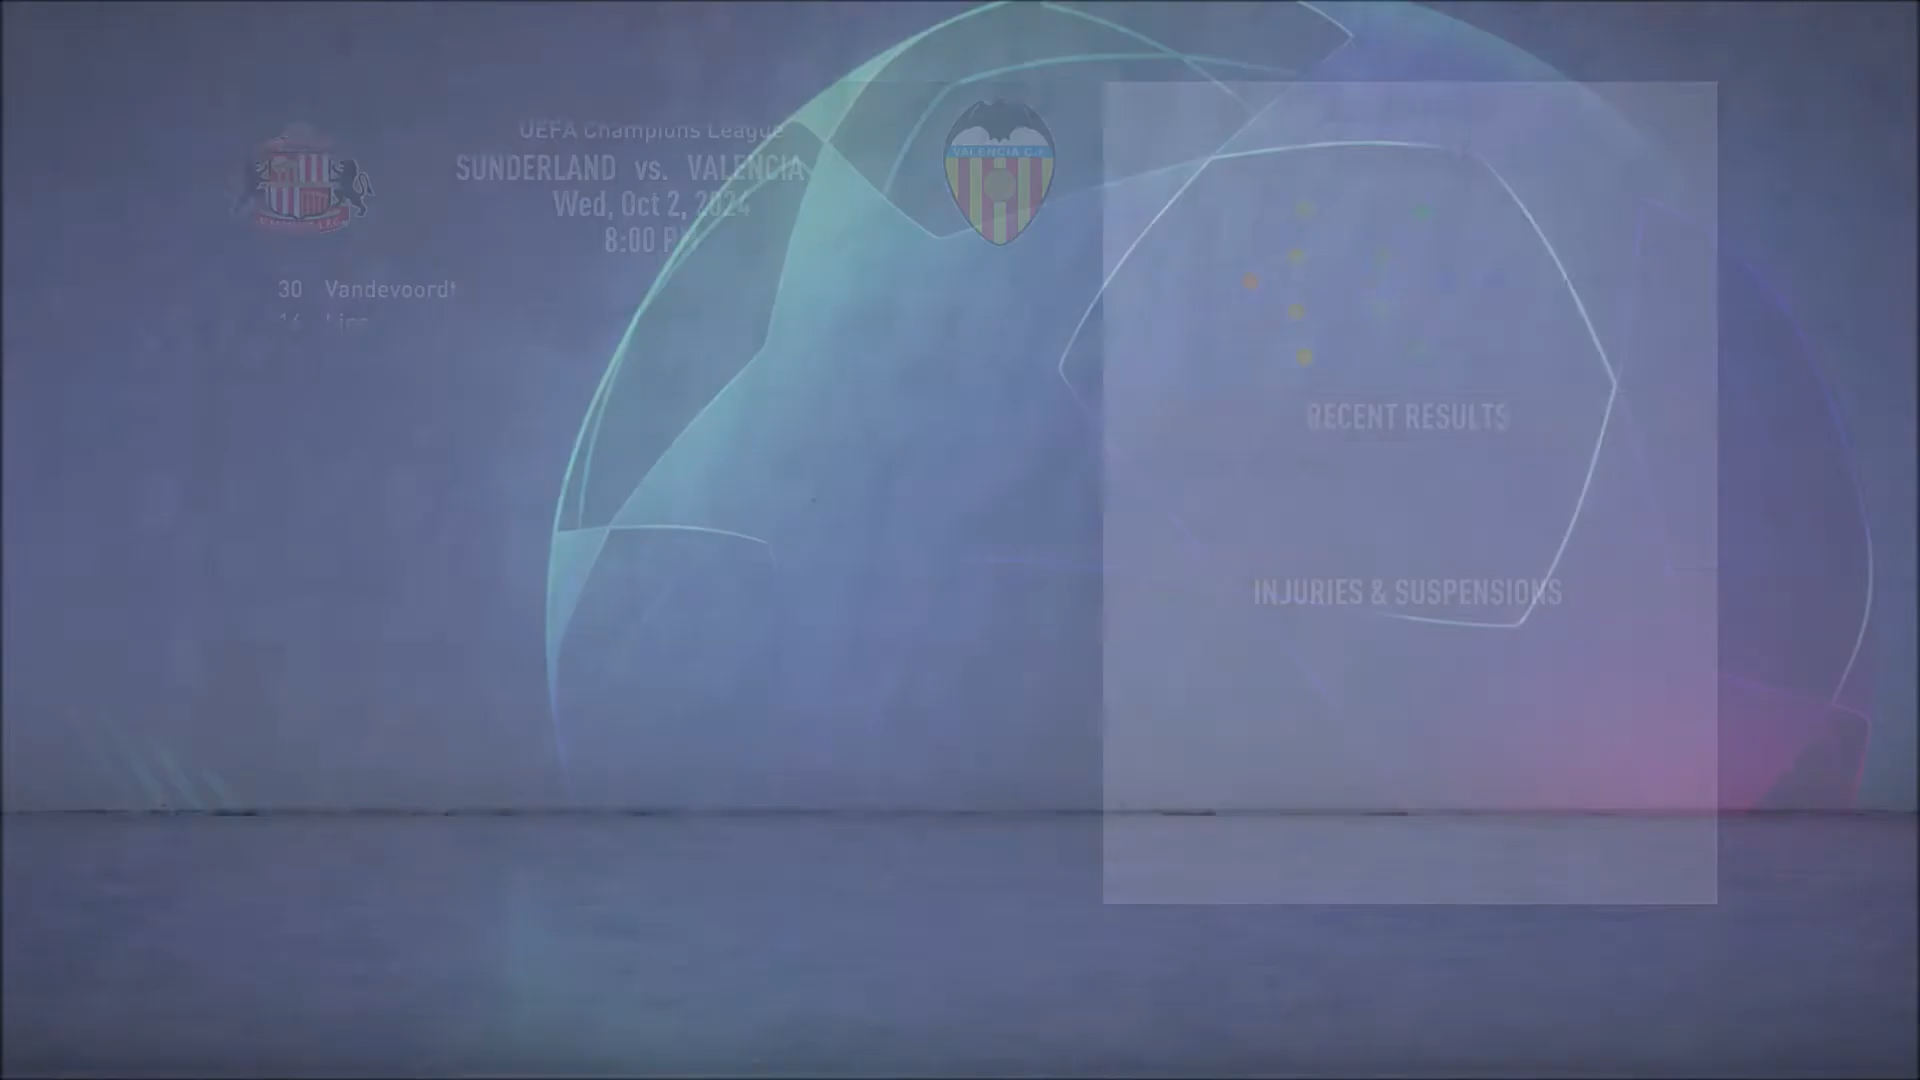 UEFA Champions League
SUNDERLAND vs. VALENCIA
Wed, Oct 2, 2024
8:00 PM
VALENCIA C.F
30 Vandevoordt
RECENT RESULTS
INJURIES & SUSPENSIONS